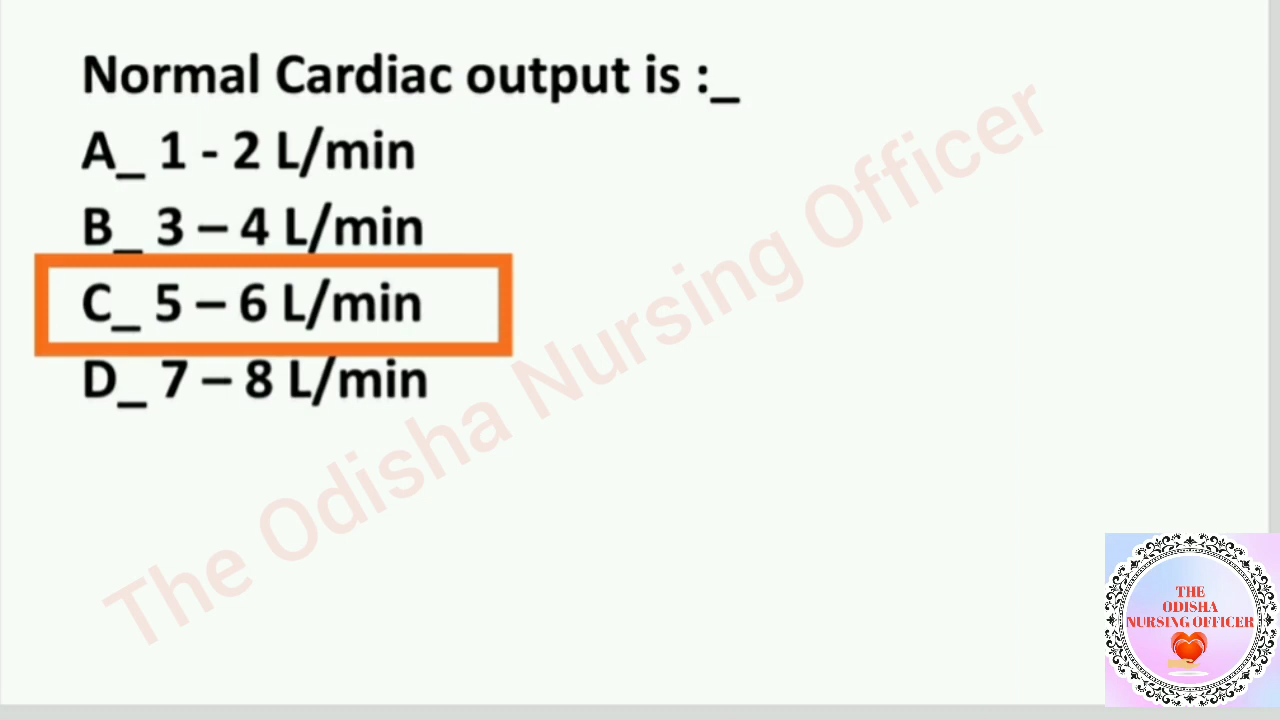 Normal Cardiac output is :_
A_ 1 - 2 L/min
B_ 3 – 4 L/min
C_ 5 – 6 L/min
D_ 7 – 8 L/min
The Odisha Nursing Officer
THE
ODISHA
NURSING OFFICER